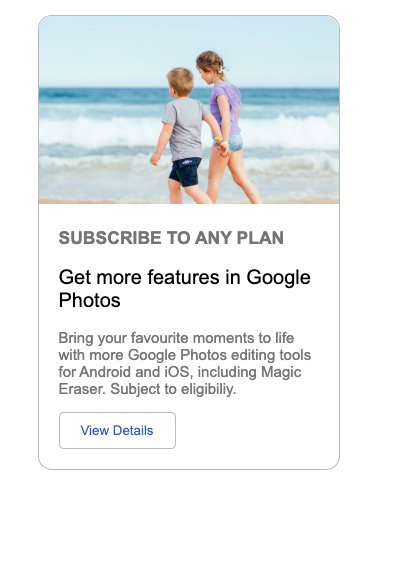 SUBSCRIBE TO ANY PLAN
Get more features in Google
Photos
Bring your favourite moments to life
with more Google Photos editing tools
for Android and iOS, including Magic
Eraser. Subject to eligibiliy.
View Details